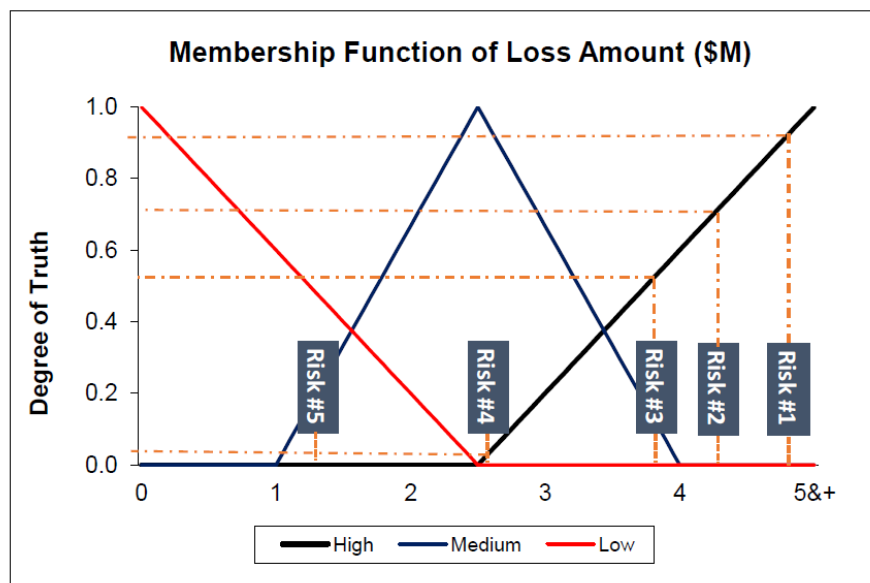 Membership Function of Loss Amount ($M)
Degree of Truth
1.0
0.8
0.6
0.4
0.2
0.0
Risk #5
Risk #4
Risk #3
Risk #2
Risk #1
0 1 2 3 4 5&+
High Medium Low